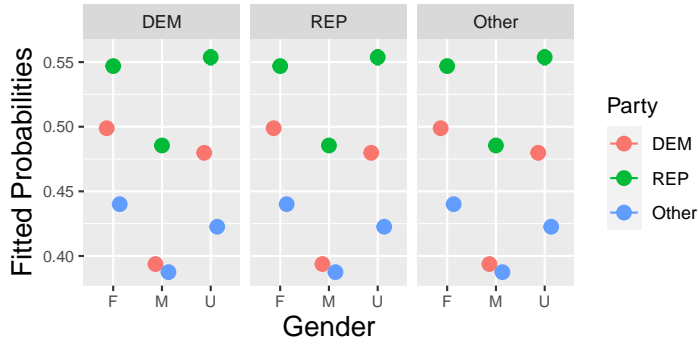 DEM REP Other
Fitted Probabilities
0.55
0.50
0.45
0.40
F M U F M U F M U
Gender
Party
DEM
REP
Other